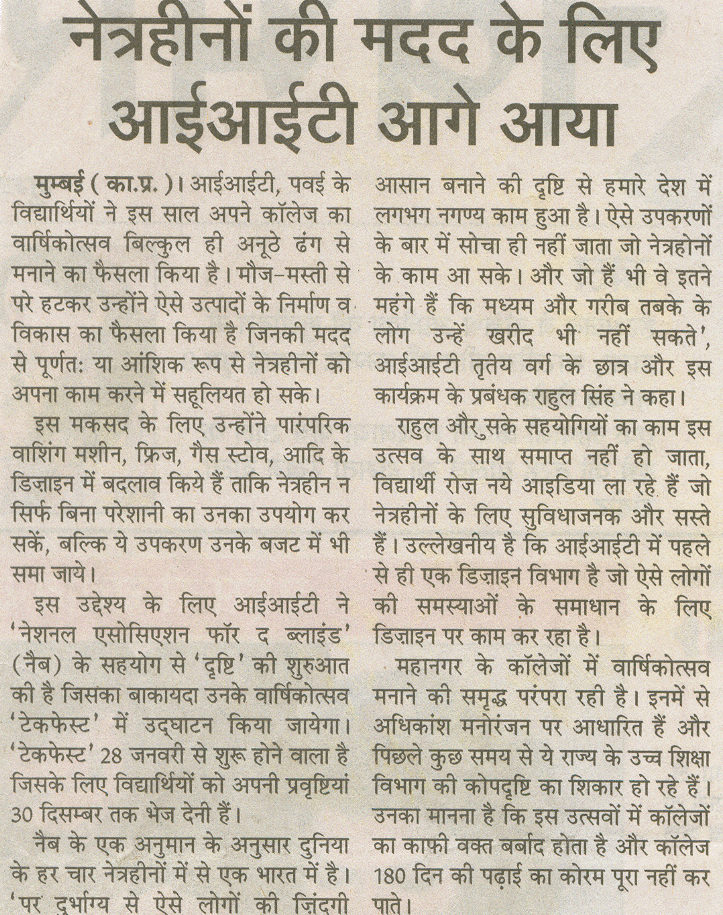 नेत्रहीनों की मदद के लिए
आईआईटी आगे आया
मुम्बई ( का.प्र. )। आईआईटी, पवई के
विद्यार्थियों ने इस साल अपने कॉलेज का
वार्षिकोत्सव बिल्कुल ही अनूठे ढंग से
मनाने का फैसला किया है। मौज-मस्ती से
परे हटकर उन्होंने ऐसे उत्पादों के निर्माण व
विकास का फैसला किया है जिनकी मदद
से पूर्णत: या आंशिक रूप से नेत्रहीनों को
अपना काम करने में सहूलियत हो सके।
इस मकसद के लिए उन्होंने पारंपरिक
वाशिंग मशीन, फ्रिज, गैस स्टोव, आदि के
डिज़ाइन में बदलाव किये हैं ताकि नेत्रहीन न
सिर्फ बिना परेशानी का उनका उपयोग कर
सकें, बल्कि ये उपकरण उनके बजट में भी
समा जाये।
इस उद्देश्य के लिए आईआईटी ने
'नेशनल एसोसिएशन फॉर द ब्लाइंड'
(नैब) के सहयोग से 'दृष्टि' की शुरुआत
की है जिसका बाकायदा उनके वार्षिकोत्सव
'टेकफेस्ट' में उद्घाटन किया जायेगा।
'टेकफेस्ट' 28 जनवरी से शुरू होने वाला है
जिसके लिए विद्यार्थियों को अपनी प्रवृष्टियां
30 दिसम्बर तक भेज देनी हैं।
नैब के एक अनुमान के अनुसार दुनिया
के हर चार नेत्रहीनों में से एक भारत में है।
'पर दुर्भाग्य से ऐसे लोगों की ज़िंदगी
आसान बनाने की दृष्टि से हमारे देश में
लगभग नगण्य काम हुआ है। ऐसे उपकरणों
के बार में सोचा ही नहीं जाता जो नेत्रहोनों
के काम आ सके। और जो हैं भी वे इतने
महंगे हैं कि मध्यम और गरीब तबके के
लोग उन्हें खरीद भी नहीं सकते',
आईआईटी तृतेय वर्ग के छात्र और इस
कार्यक्रम के प्रबंधक राहुल सिंह ने कहा।
राहुल और ुसके सहयोगियों का काम इस
उत्सव के साथ समाप्त नहीं हो जाता,
विद्यार्थी रोज़ नये आइडिया ला रहे हैं जो
नेत्रहीनों के लिए सुविधाजनक और सस्ते
हैं। उल्लेखनीय है कि आईआईटी में पहले
से ही एक डिज़ाइन विभाग है जो ऐसे लोगों
की समस्याओं के समाधान के लिए
डिज़ाइन पर काम कर रहा है।
महानगर के कॉलेजों में वार्षिकोत्सव
मनाने की समृद्ध परंपरा रही है। इनमें से
अधिकांश मनोरंजन पर आधारित हैं और
पिछले कुछ समय से ये राज्य के उच्च शिक्षा
विभाग की कोपदृष्टि का शिकार हो रहे हैं।
उनका मानना है कि इस उत्सवों में कॉलेजों
का काफी वक्त बर्बाद होता है और कॉलेज
180 दिन की पढ़ाई का कोरम पूरा नहीं कर
पाते।